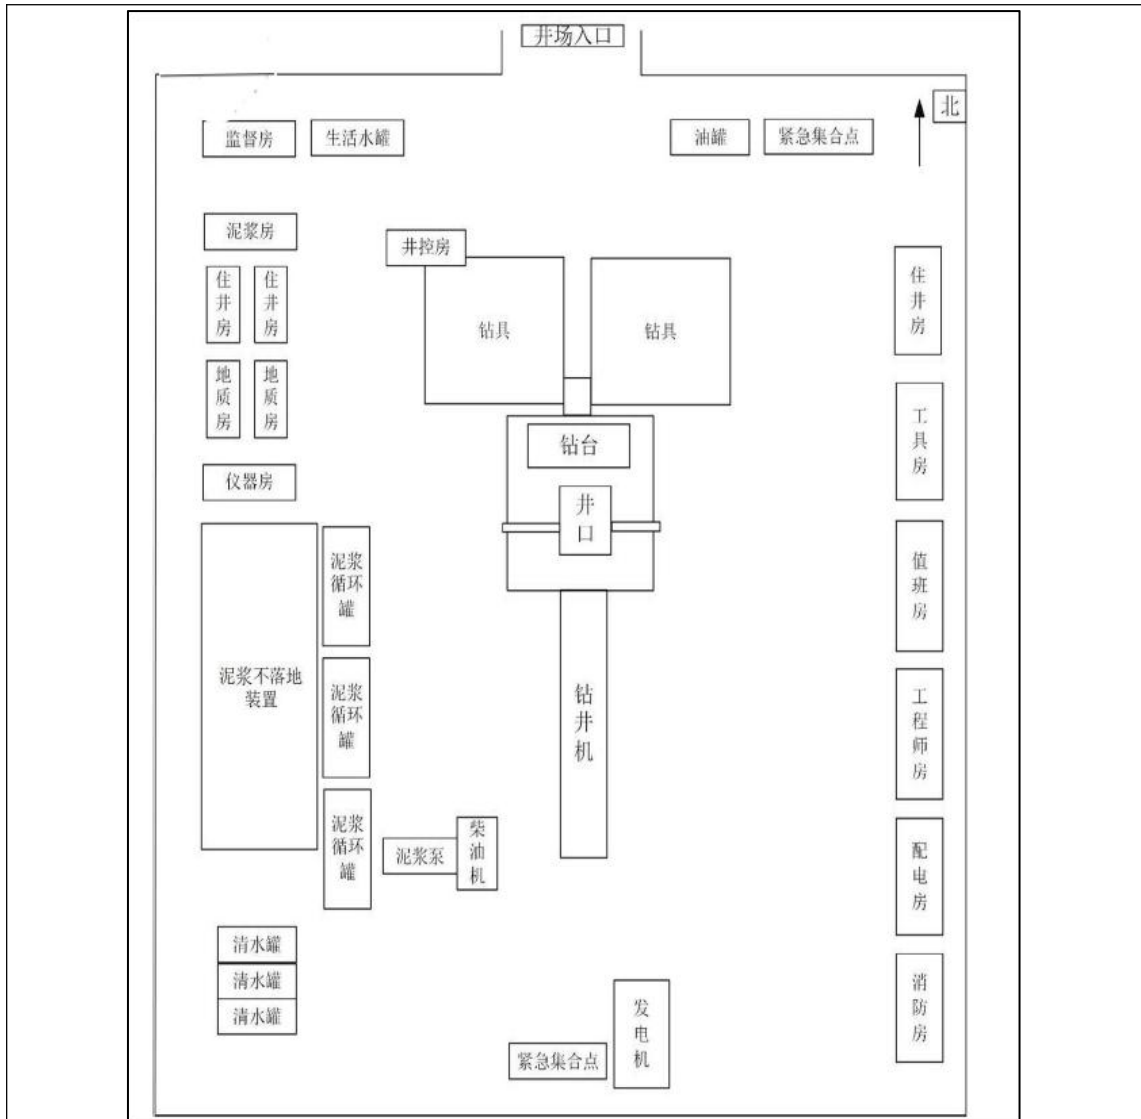 井场入口
北
监督房
生活水罐
油罐
紧急集合点
泥浆房
井控房
住井房
住井房
钻具
钻具
住井房
地质房
地质房
工具房
钻台
仪器房
井口
泥浆
循环
罐
值班房
泥浆不落地
装置
泥浆
循环
罐
钻井机
工程师房
泥浆
循环
罐
泥浆泵
柴油机
配电房
清水罐
清水罐
清水罐
发电机
紧急集合点
消防房